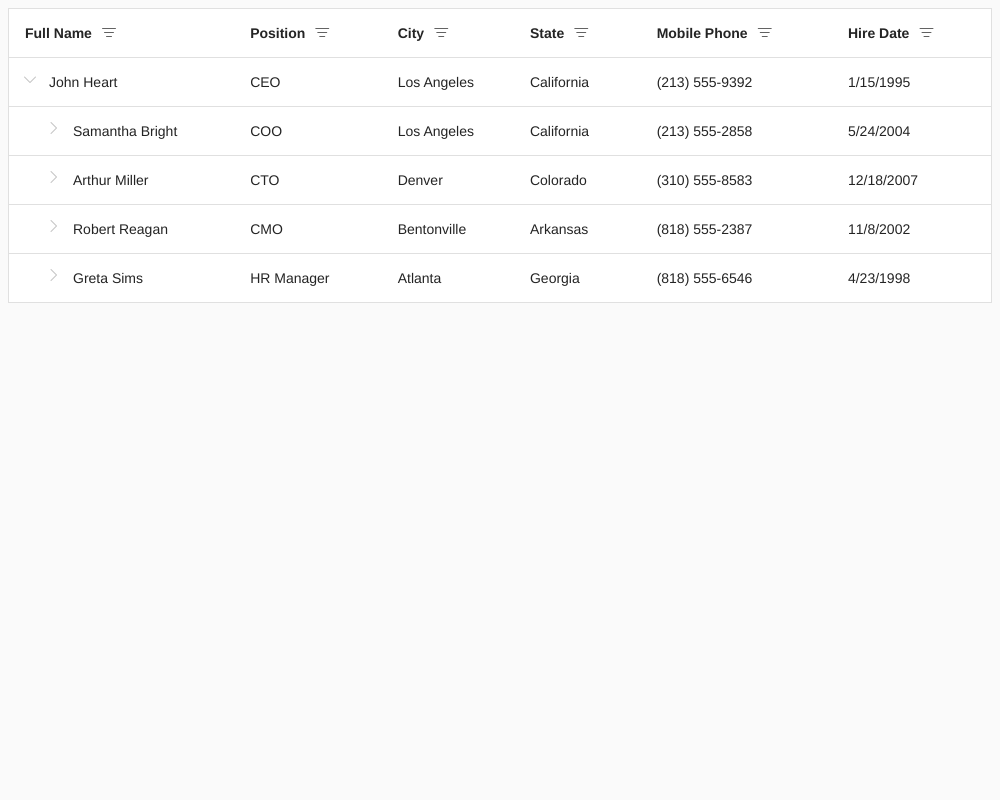 Full Name Position City State Mobile Phone Hire Date
John Heart CEO Los Angeles California (213) 555-9392 1/15/1995
Samantha Bright COO Los Angeles California (213) 555-2858 5/24/2004
Arthur Miller CTO Denver Colorado (310) 555-8583 12/18/2007
Robert Reagan CMO Bentonville Arkansas (818) 555-2387 11/8/2002
Greta Sims HR Manager Atlanta Georgia (818) 555-6546 4/23/1998